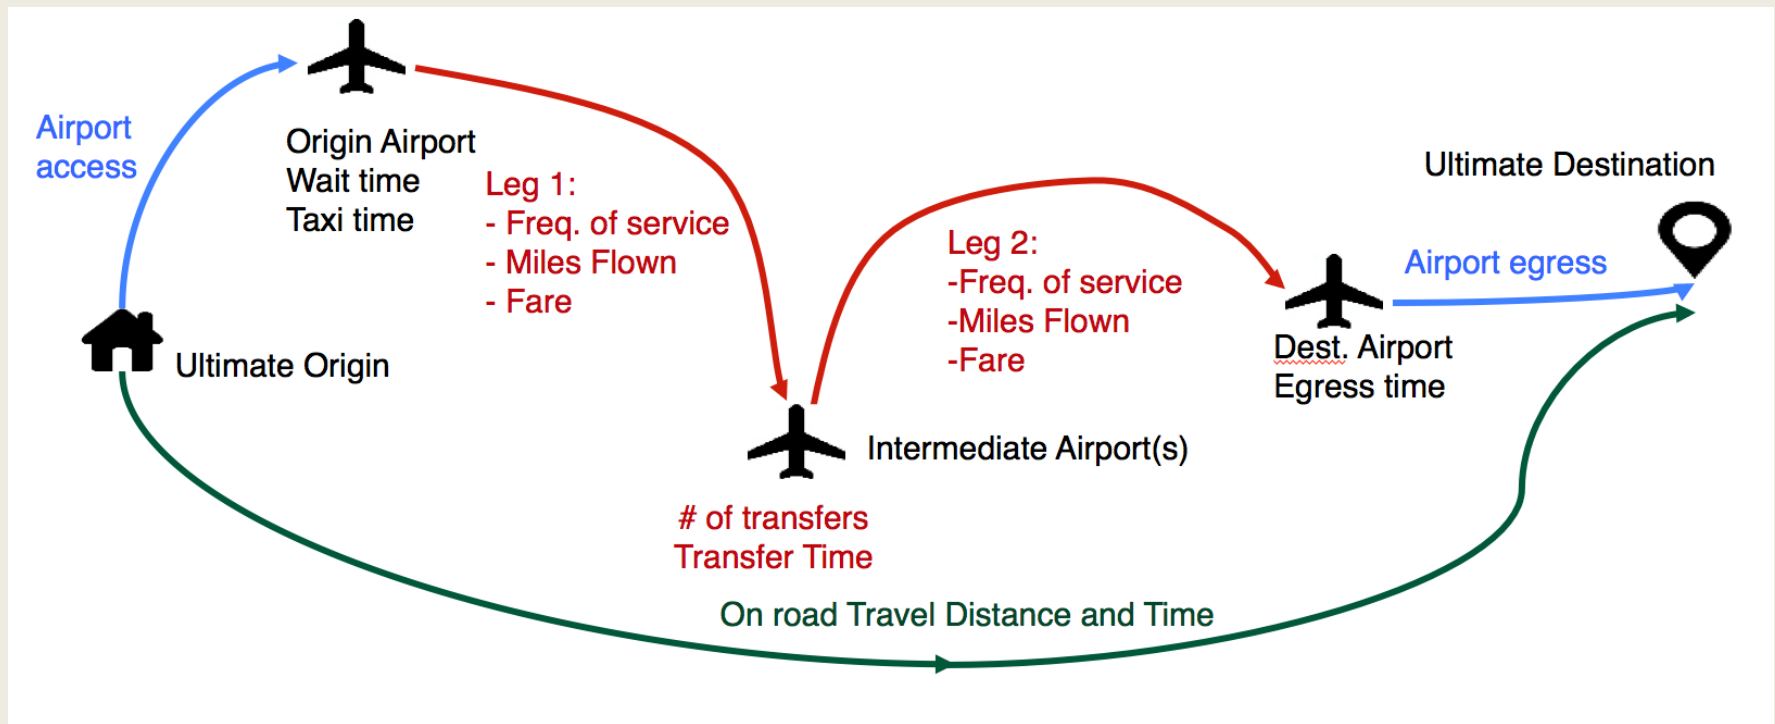 Airport
access
Origin Airport
Wait time
Taxi time
Leg 1:
- Freq. of service
- Miles Flown
- Fare
Ultimate Origin
Leg 2:
-Freq. of service
-Miles Flown
-Fare
Intermediate Airport(s)
# of transfers
Transfer Time
Dest. Airport
Egress time
Airport egress
Ultimate Destination
On road Travel Distance and Time